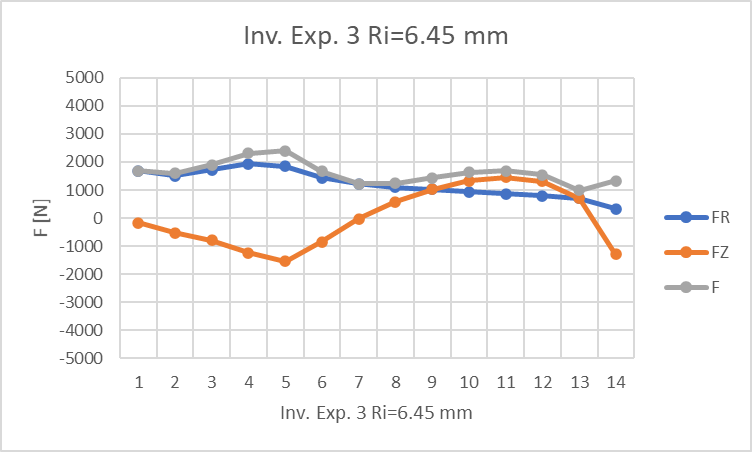 Inv. Exp. 3 Ri=6.45 mm
5000
4000
3000
2000
1000
0
-1000
-2000
-3000
-4000
-5000
F [N]
1 2 3 4 5 6 7 8 9 10 11 12 13 14
Inv. Exp. 3 Ri=6.45 mm
FR
FZ
F